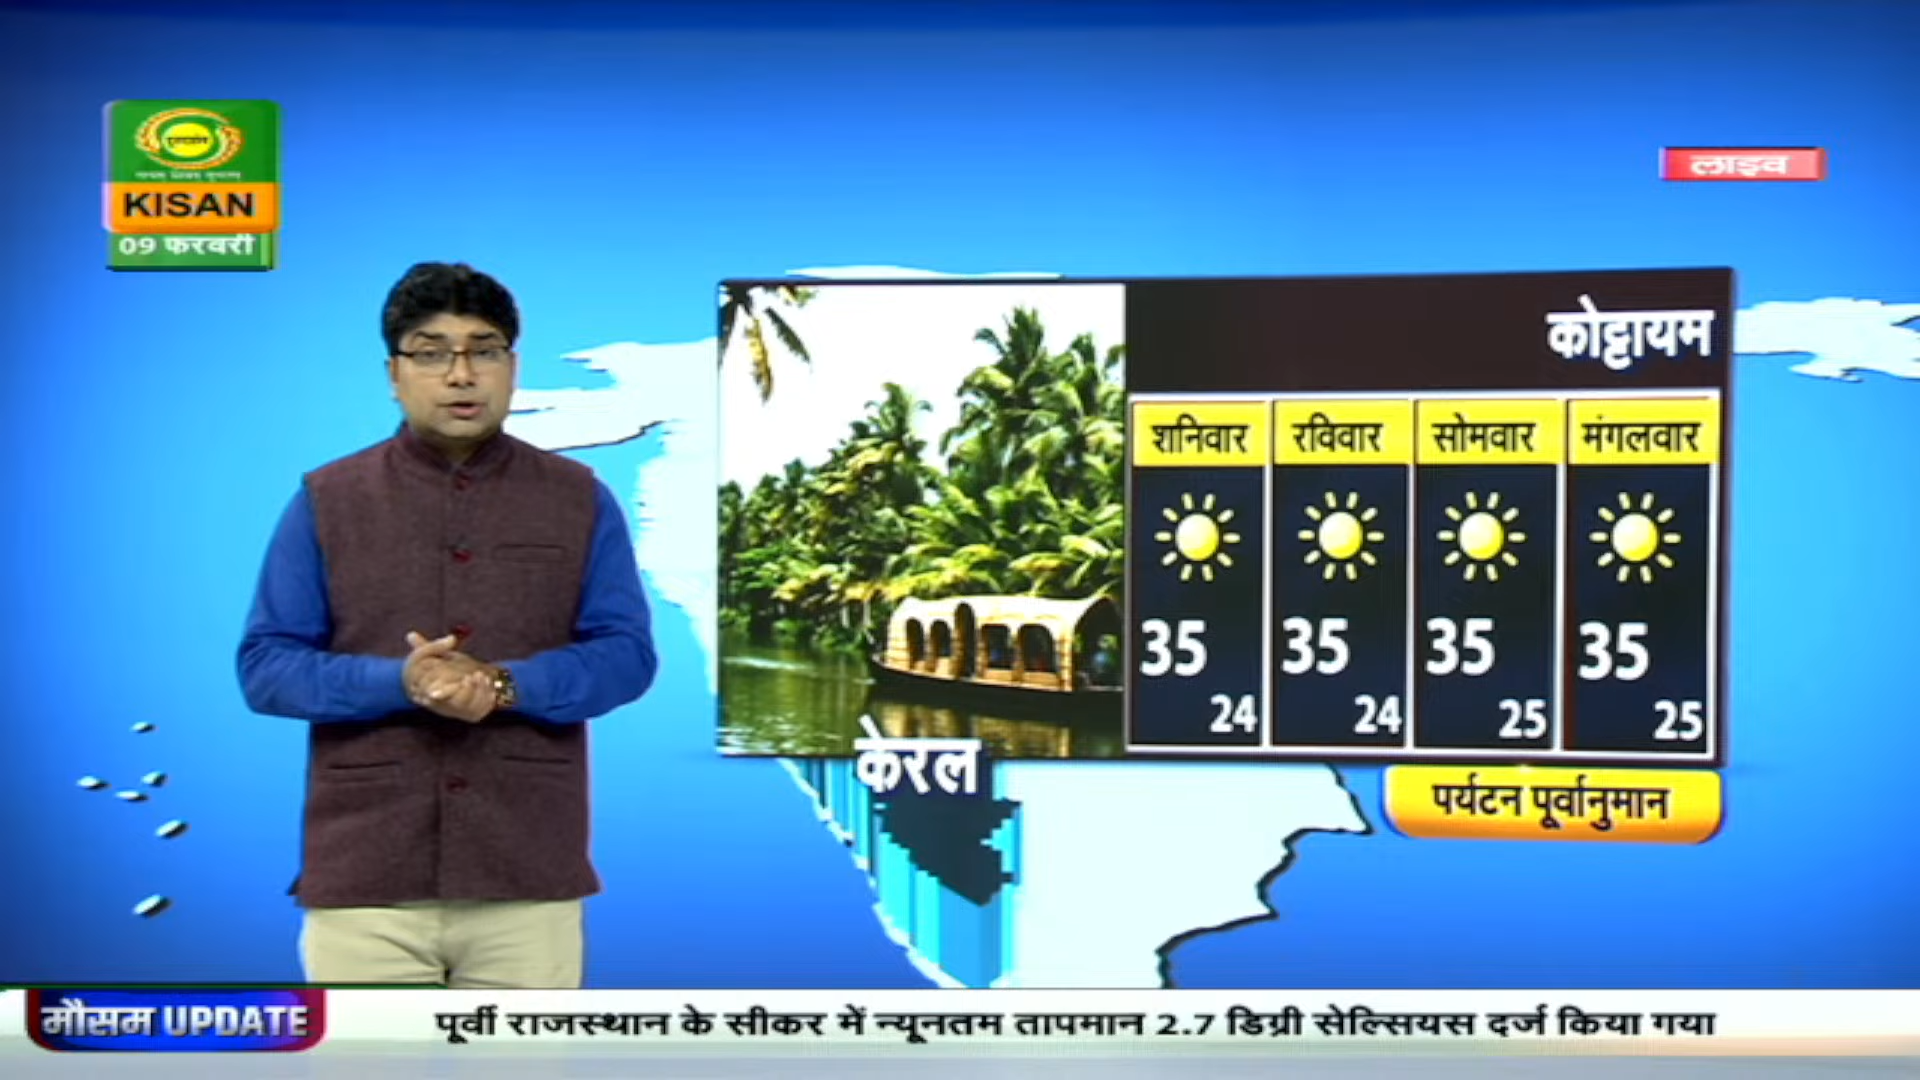 KISAN
09 फरवरी
लाइव
कोट्टायम
शनिवार रविवार सोमवार मंगलवार
35 35 35 35
24 24 25 25
केरल
पर्यटन पूर्वानुमान
मौसम UPDATE
पूर्वी राजस्थान के सीकर में न्यूनतम तापमान 2.7 डिग्री सेल्सियस दर्ज किया गया